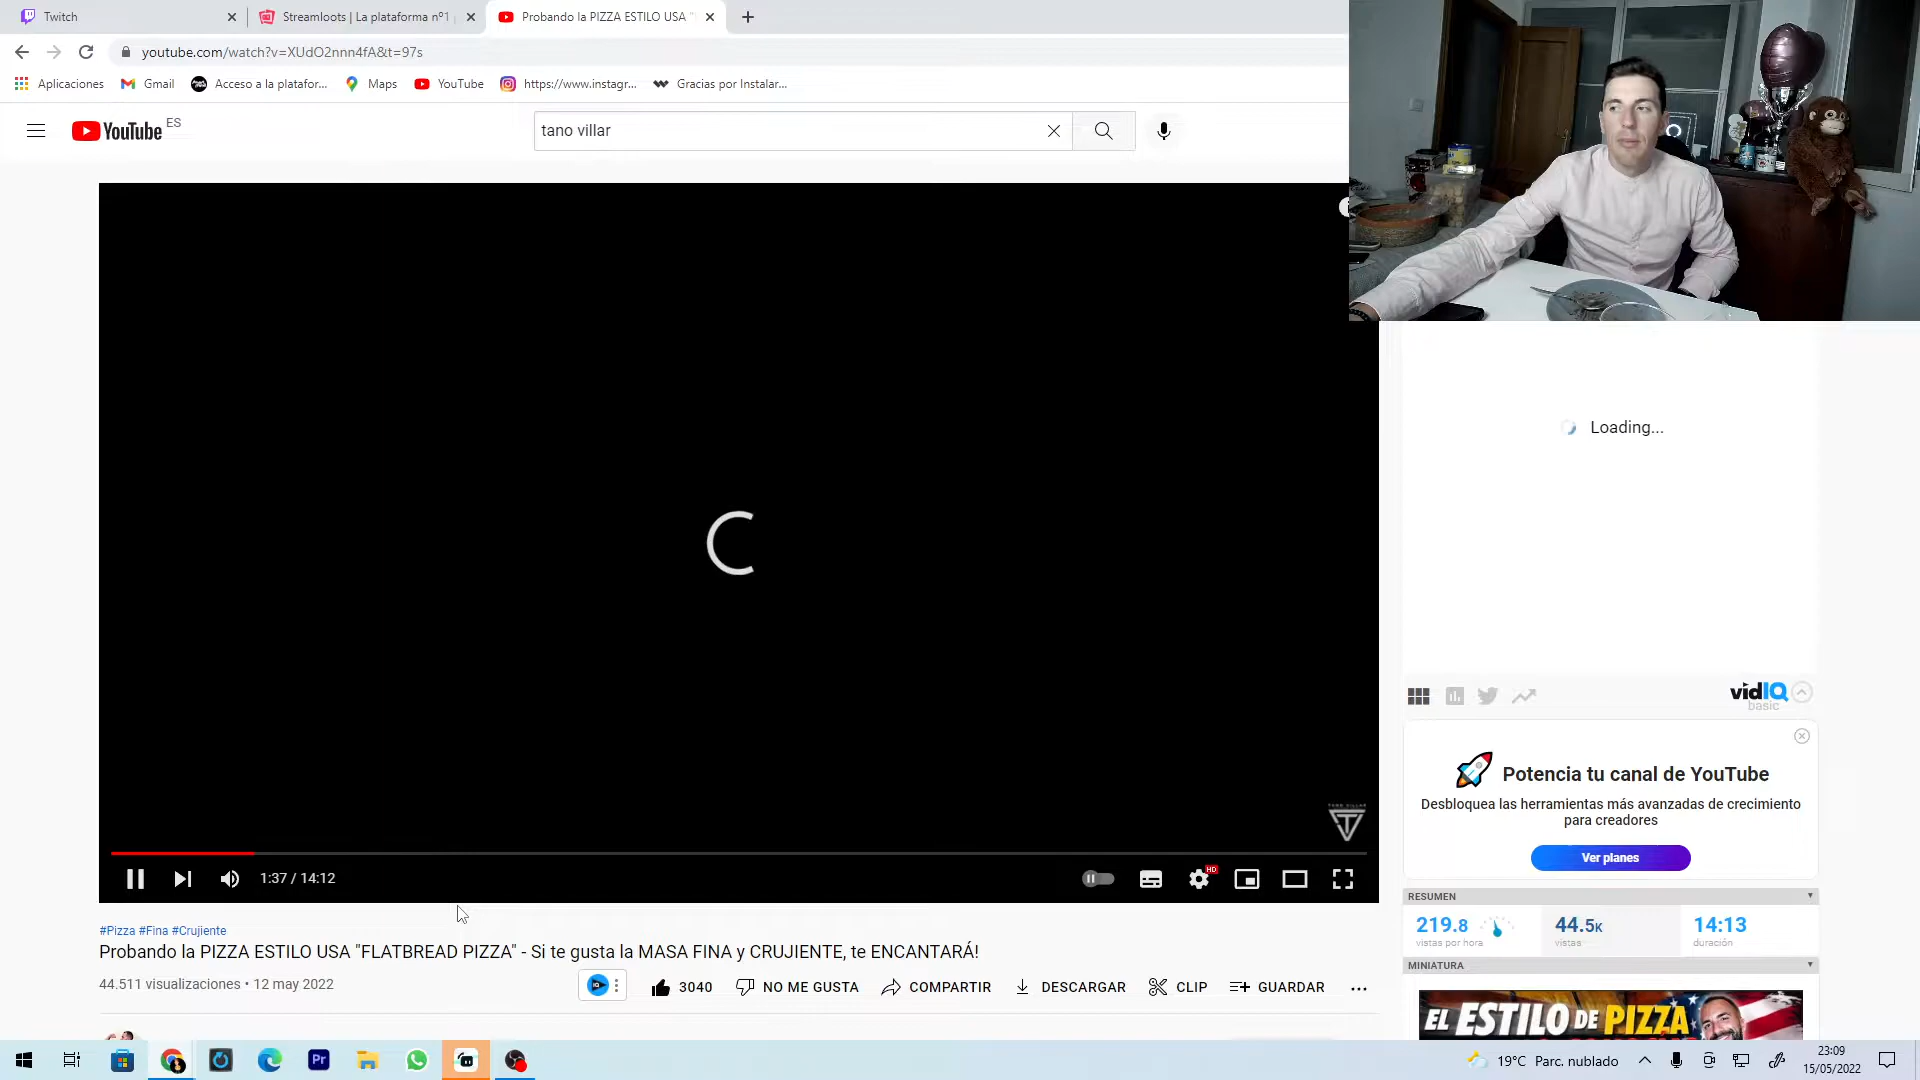 Twitch
Streamloots | La plataforma nº1
Probando la PIZZA ESTILO USA "
youtube.com/watch?v=XUdO2nnn4fA&t=97s
Aplicaciones
Gmail
Acceso a la platafor...
Maps
YouTube
https://www.instagr...
Gracias por Instalar...
YouTube ES
tano villar
Loading...
vidIQ
basic
Potencia tu canal de YouTube
Desbloquea las herramientas más avanzadas de crecimiento
para creadores
Ver planes
TANO VILLAR
HD
1:37 / 14:12
RESUMEN
219.8
44.5K
14:13
vistas por hora
vistas
duración
#Pizza #Fina #Crujiente
Probando la PIZZA ESTILO USA "FLATBREAD PIZZA" - Si te gusta la MASA FINA y CRUJIENTE, te ENCANTARÁ!
44.511 visualizaciones • 12 may 2022
3040
NO ME GUSTA
COMPARTIR
DESCARGAR
CLIP
GUARDAR
MINIATURA
EL ESTILO DE PIZZA
Pr
19°C Parc. nublado
23:09
15/05/2022